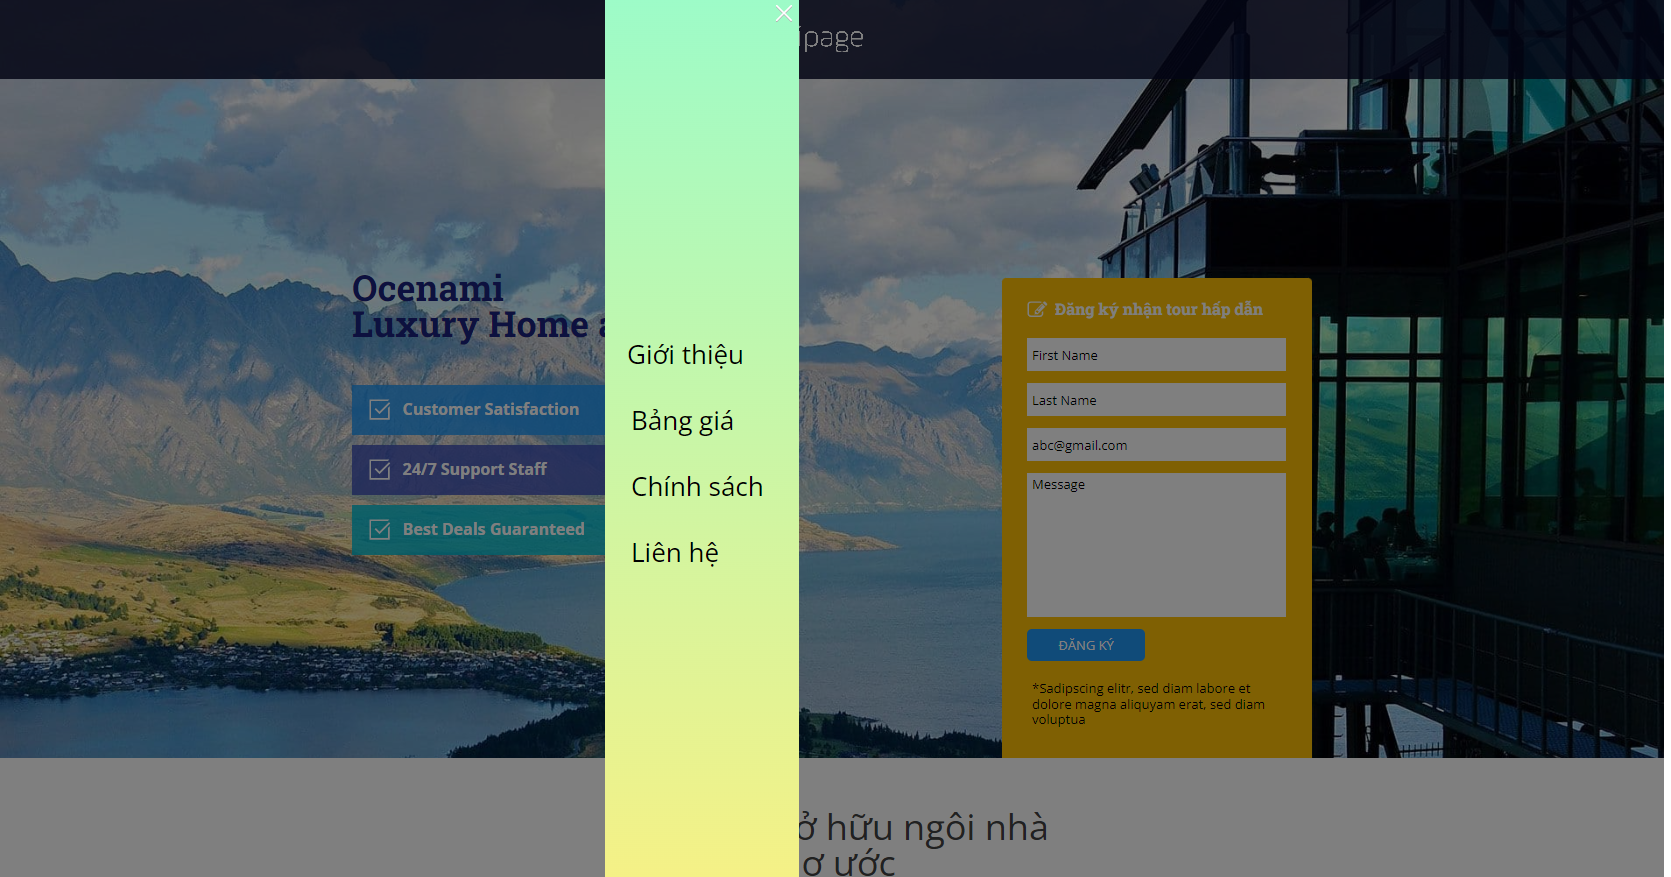 ipage
Ocenami
Luxury Home a
Customer Satisfaction
24/7 Support Staff
Best Deals Guaranteed
Giới thiệu
Bảng giá
Chính sách
Liên hệ
Đăng ký nhận tour hấp dẫn
First Name
Last Name
abc@gmail.com
Message
ĐĂNG KÝ
*Sadipscing elitr, sed diam labore et
dolore magna aliquyam erat, sed diam
voluptua
ở hữu ngôi nhà
ơ ước